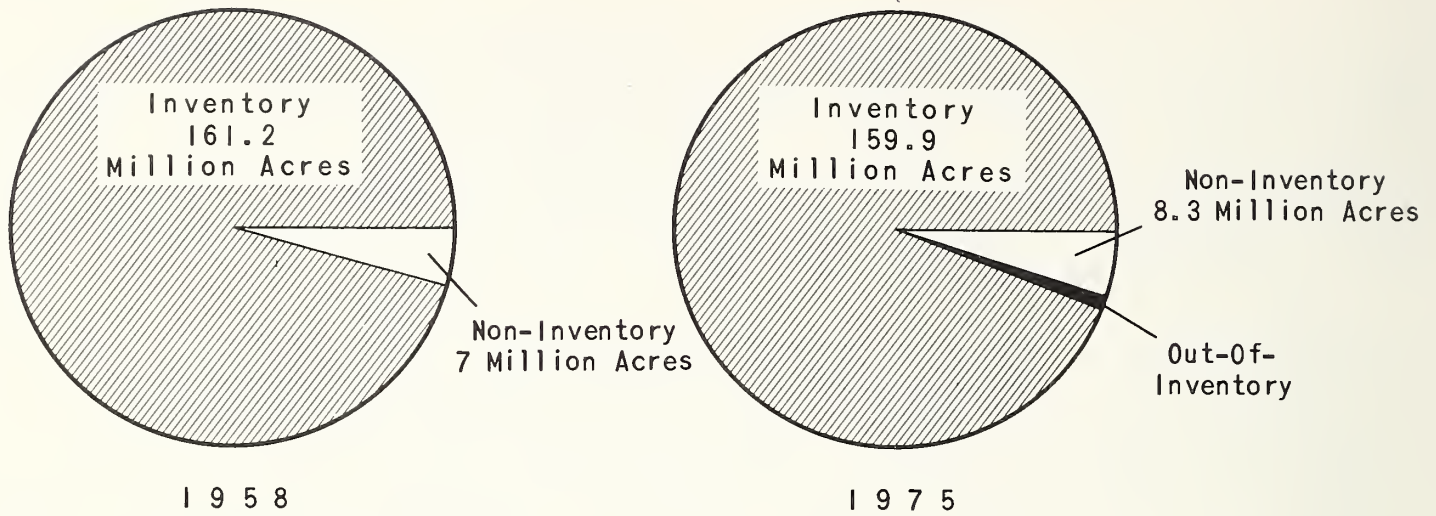 Inventory
161.2
Million Acres
Non-Inventory
7 Million Acres
1958
Inventory
159.9
Million Acres
Non-Inventory
8.3 Million Acres
Out-Of-
Inventory
1975